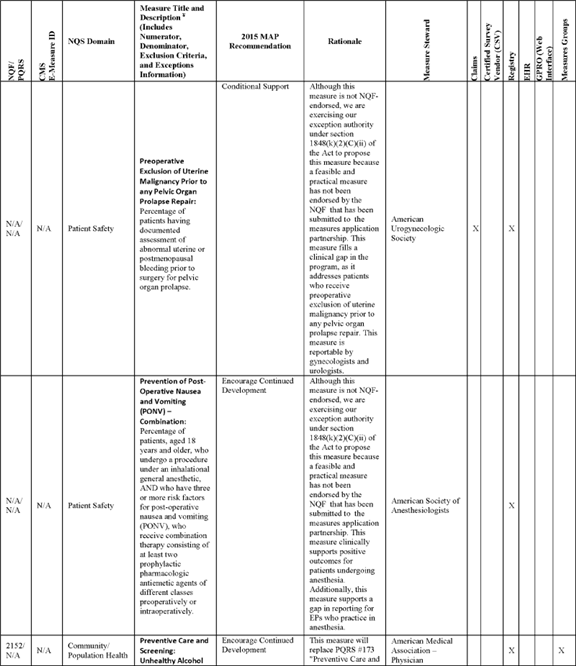 NQF/
PQRS
CMS
E-Measure ID
NQS Domain
Measure Title and
Description ¥
(Includes
Numerator,
Denominator,
Exclusion Criteria,
and Exceptions
Information)
2015 MAP
Recommendation
Rationale
Measure Steward
Claims
Certified Survey
Vendor (CSV)
Registry
EHR
GPRO (Web
Interface)
Measures Groups
N/A/
N/A
N/A
Patient Safety
Preoperative
Exclusion of Uterine
Malignancy Prior to
any Pelvic Organ
Prolapse Repair:
Percentage of
patients having
documented
assessment of
abnormal uterine or
postmenopausal
bleeding prior to
surgery for pelvic
organ prolapse.
Conditional Support
Although this
measure is not NQF-
endorsed, we are
exercising our
exception authority
under section
1848(k)(2)(C)(ii) of
the Act to propose
this measure because
a feasible and
practical measure
has not been
endorsed by the
NQF that has been
submitted to the
measures application
partnership. This
measure fills a
clinical gap in the
program, as it
addresses patients
who receive
preoperative
exclusion of uterine
malignancy prior to
any pelvic organ
prolapse repair. This
measure is
reportable by
gynecologists and
urologists.
American
Urogynecologic
Society
X
X
N/A/
N/A
N/A
Patient Safety
Prevention of Post-
Operative Nausea
and Vomiting
(PONV) –
Combination:
Percentage of
patients, aged 18
years and older, who
undergo a procedure
under an inhalational
general anesthetic,
AND who have three
or more risk factors
for post-operative
nausea and vomiting
(PONV), who
receive combination
therapy consisting of
at least two
prophylactic
pharmacologic
antiemetic agents of
different classes
preoperatively or
intraoperatively.
Encourage Continued
Development
Although this
measure is not NQF-
endorsed, we are
exercising our
exception authority
under section
1848(k)(2)(C)(ii) of
the Act to propose
this measure because
a feasible and
practical measure
has not been
endorsed by the
NQF that has been
submitted to the
measures application
partnership. This
measure clinically
supports positive
outcomes for
patients undergoing
anesthesia.
Additionally, this
measure supports a
gap in reporting for
EPs who practice in
anesthesia.
American Society of
Anesthesiologists
X
2152/
N/A
N/A
Community/
Population Health
Preventive Care and
Screening:
Unhealthy Alcohol
Encourage Continued
Development
This measure will
replace PQRS #173
"Preventive Care and
American Medical
Association –
Physician
X
X